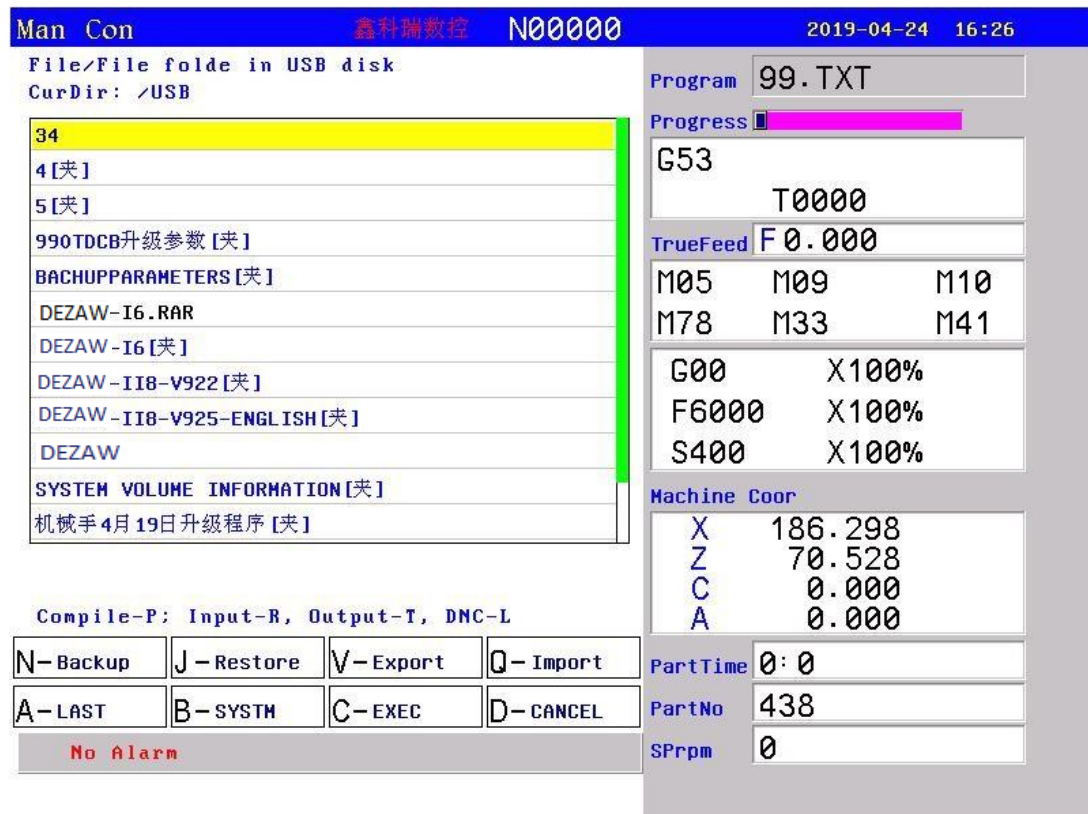 Man Con 鑫科瑞数控 N00000 2019-04-24 16:26
File/File folde in USB disk
CurDir: /USB
34
4[夹]
5[夹]
990TDCB升级参数[夹]
BACHUPPARAMETERS[夹]
DEZAW-I6.RAR
DEZAW-I6[夹]
DEZAW-II8-V922[夹]
DEZAW-II8-V925-ENGLISH[夹]
DEZAW
SYSTEM VOLUME INFORMATION[夹]
机械手4月19日升级程序[夹]
Compile-P; Input-R, Output-T, DNC-L
N-Backup J-Restore V-Export Q-Import
A-LAST B-SYSTM C-EXEC D-CANCEL
No Alarm
Program 99.TXT
Progress
G53
T0000
TrueFeed F0.000
M05 M09 M10
M78 M33 M41
G00 X100%
F6000 X100%
S400 X100%
Machine Coor
X 186.298
Z 70.528
C 0.000
A 0.000
PartTime 0:0
PartNo 438
SPrpm 0